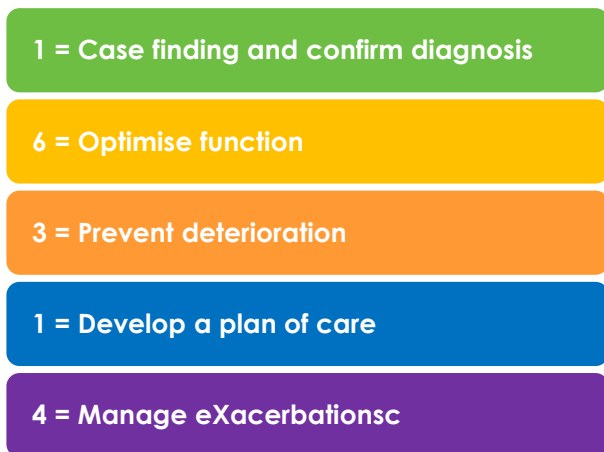 1 = Case finding and confirm diagnosis
6 = Optimise function
3 = Prevent deterioration
1 = Develop a plan of care
4 = Manage eXacerbationsc